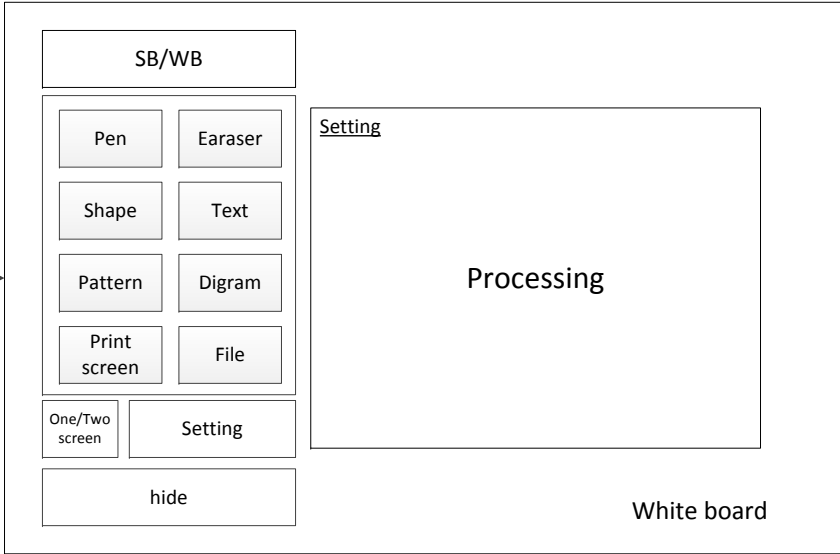 SB/WB
Pen
Earaser
Shape
Text
Pattern
Digram
Print
screen
File
One/Two
screen
Setting
hide
Setting
Processing
White board